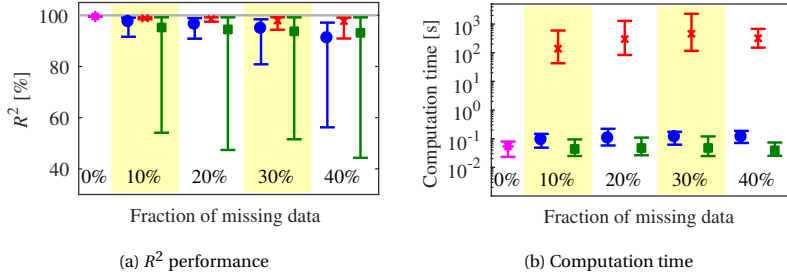 100
80
60
40
R² [%]
0% 10% 20% 30% 40%
Fraction of missing data
(a) R² performance
10³
10²
10¹
10⁰
10⁻¹
10⁻²
Computation time [s]
0% 10% 20% 30% 40%
Fraction of missing data
(b) Computation time